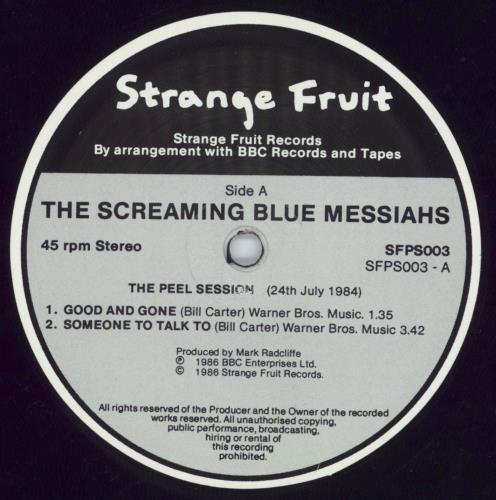 Strange Fruit
Strange Fruit Records
By arrangement with BBC Records and Tapes
Side A
THE SCREAMING BLUE MESSIAHS
45 rpm Stereo
SFPS003
SFPS003 - A
THE PEEL SESSION (24th July 1984)
1. GOOD AND GONE (Bill Carter) Warner Bros. Music. 1.35
2. SOMEONE TO TALK TO (Bill Carter) Warner Bros. Music 3.42
Produced by Mark Radcliffe
℗ 1986 BBC Enterprises Ltd.
© 1986 Strange Fruit Records.
All rights reserved of the Producer and the Owner of the recorded
works reserved. All unauthorised copying,
public performance, broadcasting,
hiring or rental of
this recording
prohibited.